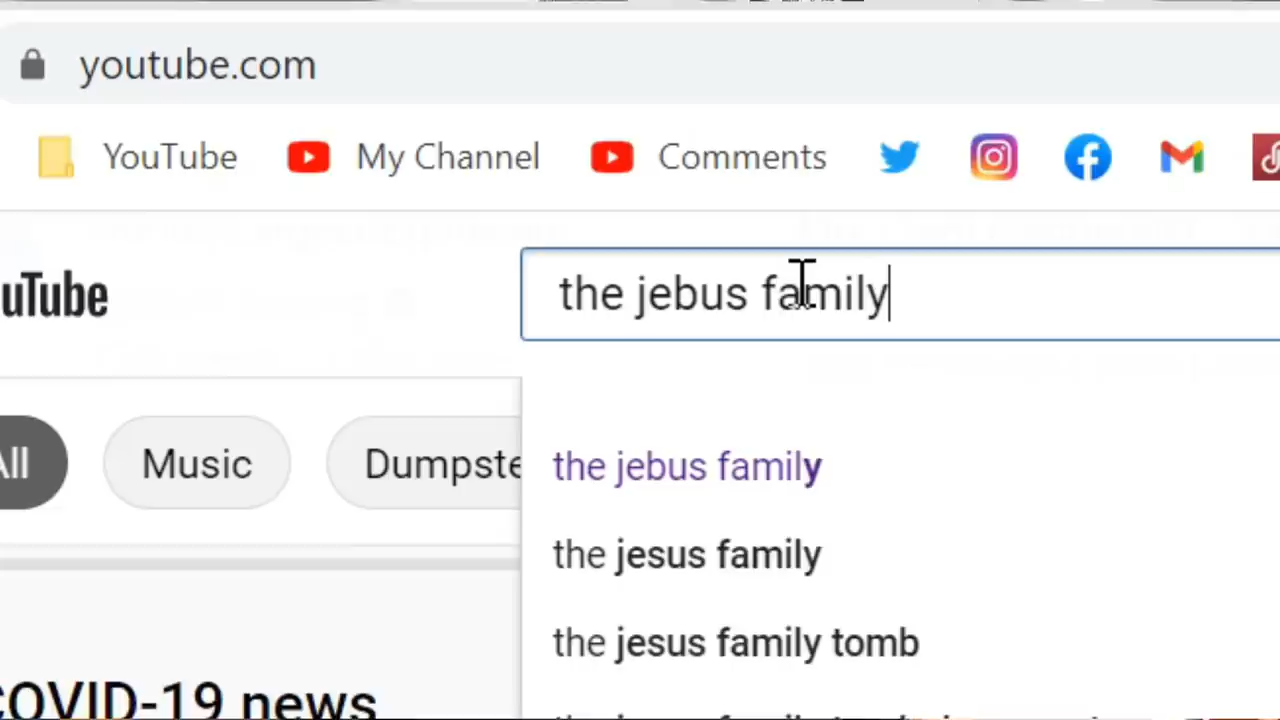 youtube.com
YouTube My Channel Comments
uTube the jebus family
All Music Dumpste
the jebus family
the jesus family
the jesus family tomb
COVID-19 news